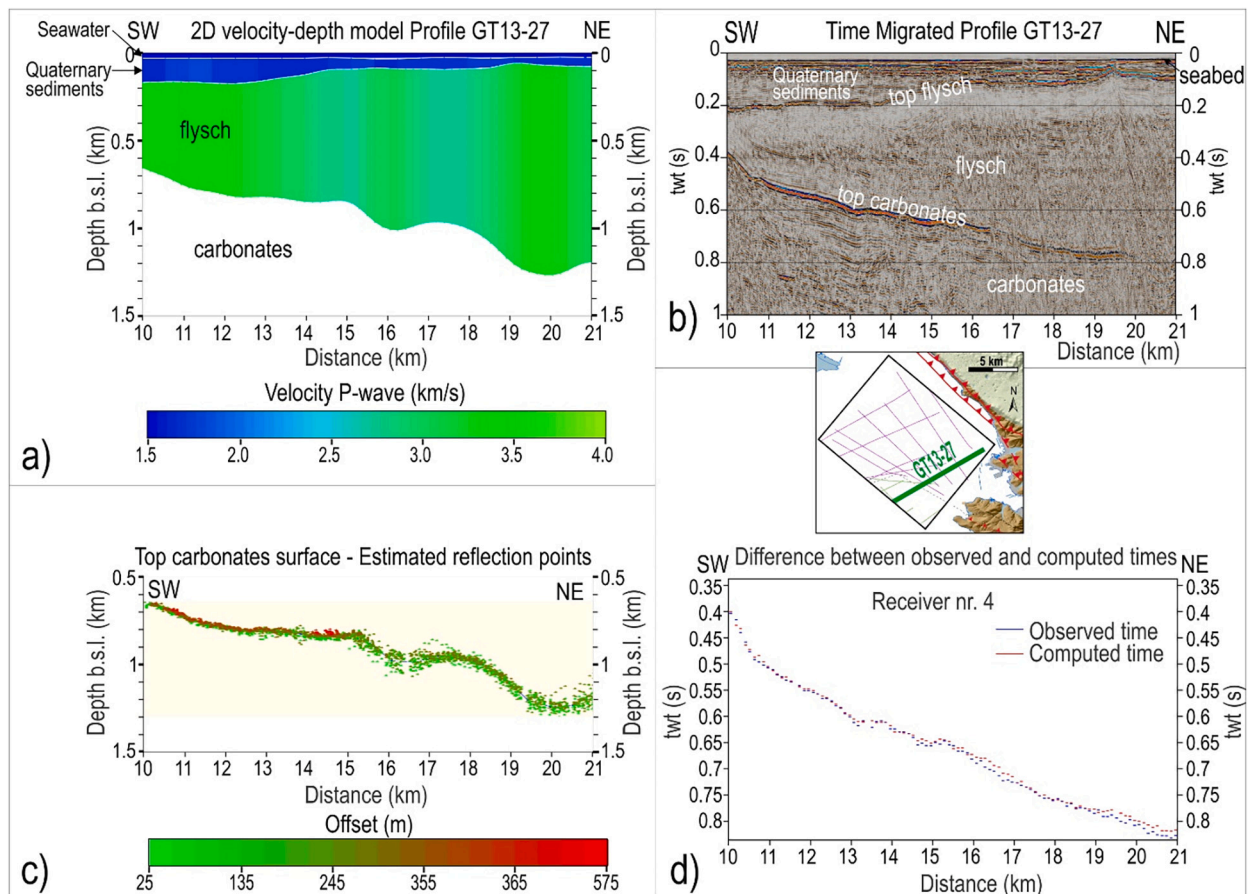 SW 2D velocity-depth model Profile GT13-27 NE
Seawater
Quaternary
sediments
flysch
carbonates
Depth b.s.l. (km)
Depth b.s.l. (km)
0
0.5
1
1.5
0
0.5
1
1.5
10 11 12 13 14 15 16 17 18 19 20 21
Distance (km)
Velocity P-wave (km/s)
1.5 2.0 2.5 3.0 3.5 4.0
a)
SW Time Migrated Profile GT13-27 NE
Quaternary
sediments
top flysch
seabed
flysch
top carbonates
carbonates
twt (s)
twt (s)
0
0.2
0.4
0.6
0.8
1
0
0.2
0.4
0.6
0.8
1
10 11 12 13 14 15 16 17 18 19 20 21
Distance (km)
b)
5 km
N
GT13-27
Top carbonates surface - Estimated reflection points
SW NE
Depth b.s.l. (km)
Depth b.s.l. (km)
0.5
1
1.5
0.5
1
1.5
10 11 12 13 14 15 16 17 18 19 20 21
Distance (km)
Offset (m)
25 135 245 355 365 575
c)
Difference between observed and computed times
SW NE
Receiver nr. 4
Observed time
Computed time
twt (s)
twt (s)
0.35
0.4
0.45
0.5
0.55
0.6
0.65
0.7
0.75
0.8
0.35
0.4
0.45
0.5
0.55
0.6
0.65
0.7
0.75
0.8
10 11 12 13 14 15 16 17 18 19 20 21
Distance (km)
d)